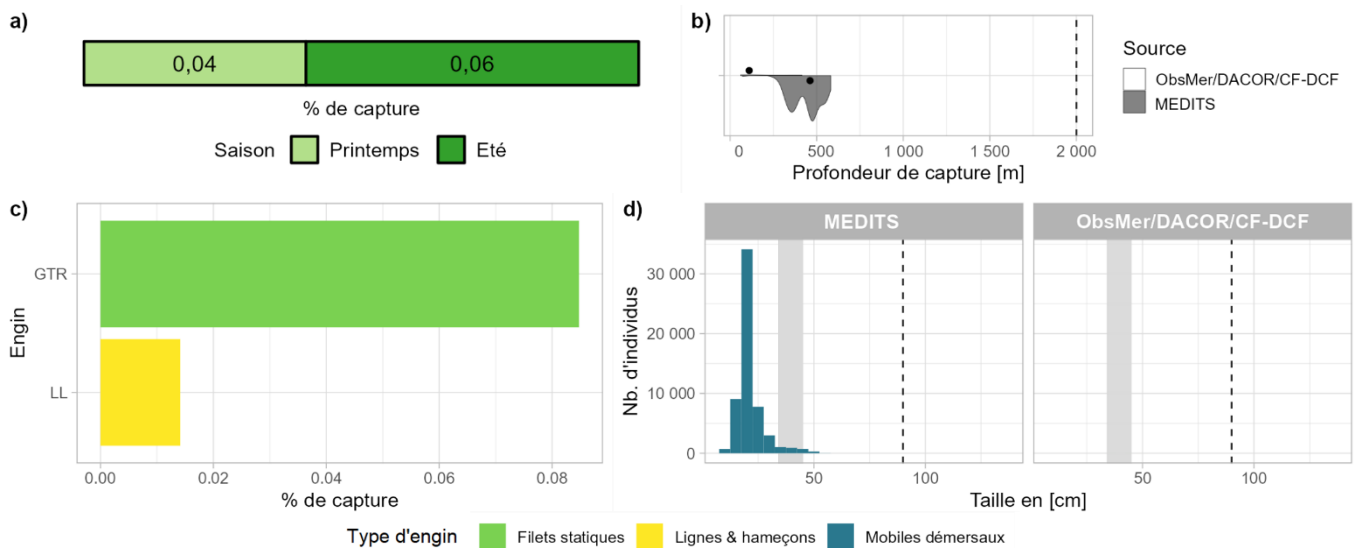 a)
0,04
0,06
% de capture
Saison Printemps Eté
b)
0
500
1 000
1 500
2 000
Profondeur de capture [m]
Source
ObsMer/DACOR/CF-DCF
MEDITS
c)
Engin
GTR
LL
0.00
0.02
0.04
0.06
0.08
% de capture
d)
MEDITS
ObsMer/DACOR/CF-DCF
Nb. d'individus
30 000
20 000
10 000
0
50
100
50
100
Taille en [cm]
Type d'engin Filets statiques Lignes & hameçons Mobiles démersaux